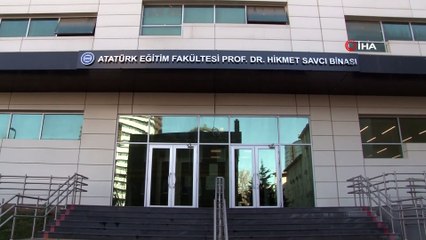 İHA
ATATÜRK EĞİTİM FAKÜLTESİ PROF. DR. HİKMET SAVCI BİNASI